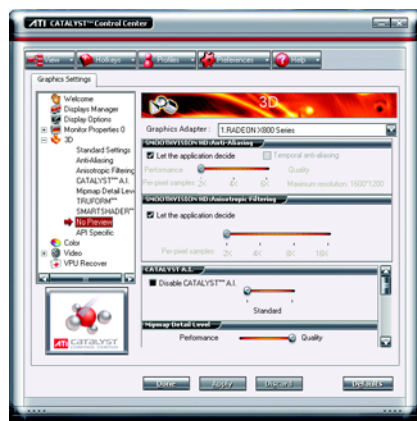 ATI CATALYST™ Control Center
View Hotkeys Profiles Preferences Help
Graphics Settings
Welcome
Displays Manager
Display Options
Monitor Properties 0
3D
Standard Settings
Anti-Aliasing
Anisotropic Filtering
CATALYST™ A.I.
Mipmap Detail Leve
TRUFORM™
SMARTSHADER™
No Preview
API Specific
Color
Video
VPU Recover
ATI CATALYST
CONTROL CENTER
3D
Graphics Adapter : 1.RADEON X800 Series
SMOOTHVISION HD:Anti-Aliasing
Let the application decide Temporal anti-aliasing
Performance Quality
Per-pixel samples: 2X 4X 6X Maximum resolution: 1600*1200
SMOOTHVISION HD:Anisotropic Filtering
Let the application decide
Per-pixel samples: 2X 4X 8X 16X
CATALYST A.I.
Disable CATALYST™ A.I.
Standard
Mipmap Detail Level
Performance Quality
Done Apply Discard Defaults